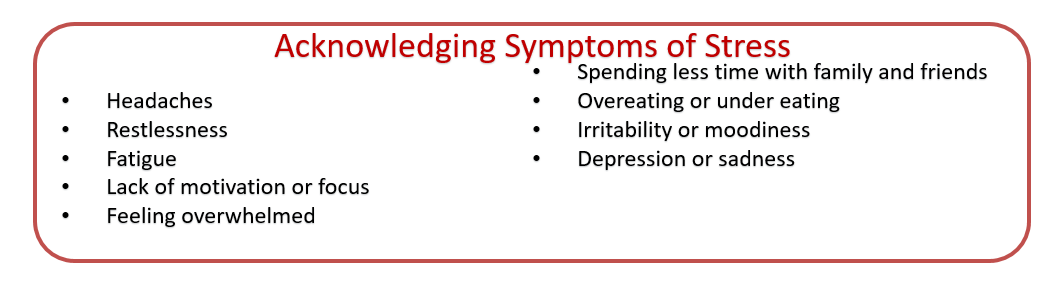 Acknowledging Symptoms of Stress
• Headaches
• Restlessness
• Fatigue
• Lack of motivation or focus
• Feeling overwhelmed
• Spending less time with family and friends
• Overeating or under eating
• Irritability or moodiness
• Depression or sadness